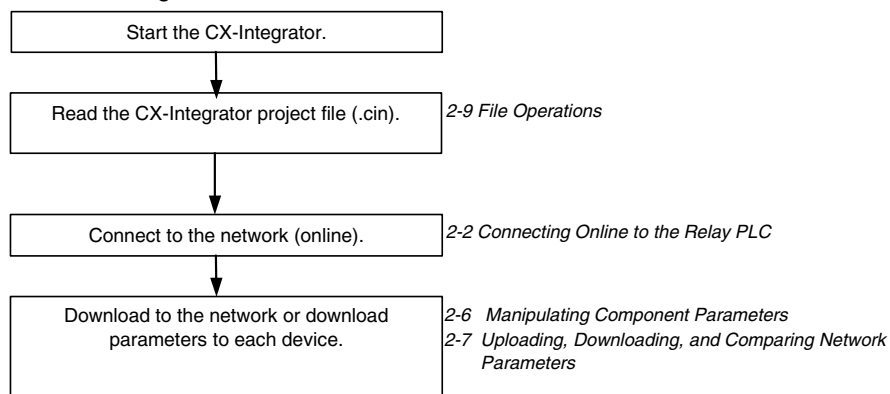 Start the CX-Integrator.
Read the CX-Integrator project file (.cin).
2-9 File Operations
Connect to the network (online).
2-2 Connecting Online to the Relay PLC
Download to the network or download
parameters to each device.
2-6 Manipulating Component Parameters
2-7 Uploading, Downloading, and Comparing Network
Parameters